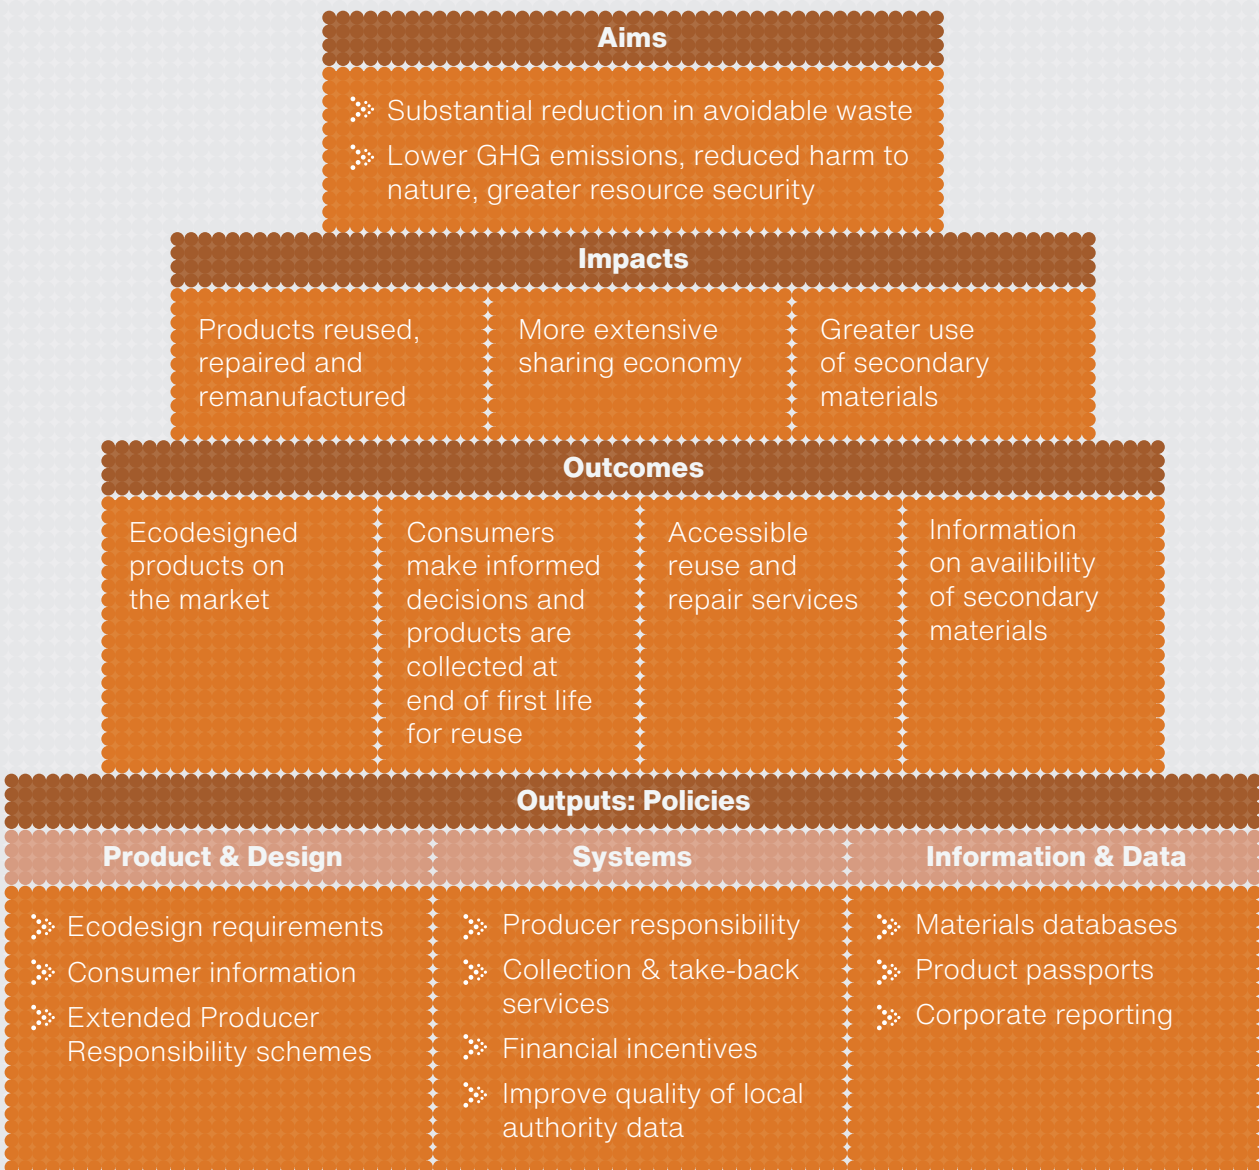 Aims
Substantial reduction in avoidable waste
Lower GHG emissions, reduced harm to
nature, greater resource security
Impacts
Products reused,
repaired and
remanufactured
More extensive
sharing economy
Greater use
of secondary
materials
Outcomes
Ecodesigned
products on
the market
Consumers
make informed
decisions and
products are
collected at
end of first life
for reuse
Accessible
reuse and
repair services
Information
on availibility
of secondary
materials
Outputs: Policies
Product & Design
Ecodesign requirements
Consumer information
Extended Producer
Responsibility schemes
Systems
Producer responsibility
Collection & take-back
services
Financial incentives
Improve quality of local
authority data
Information & Data
Materials databases
Product passports
Corporate reporting